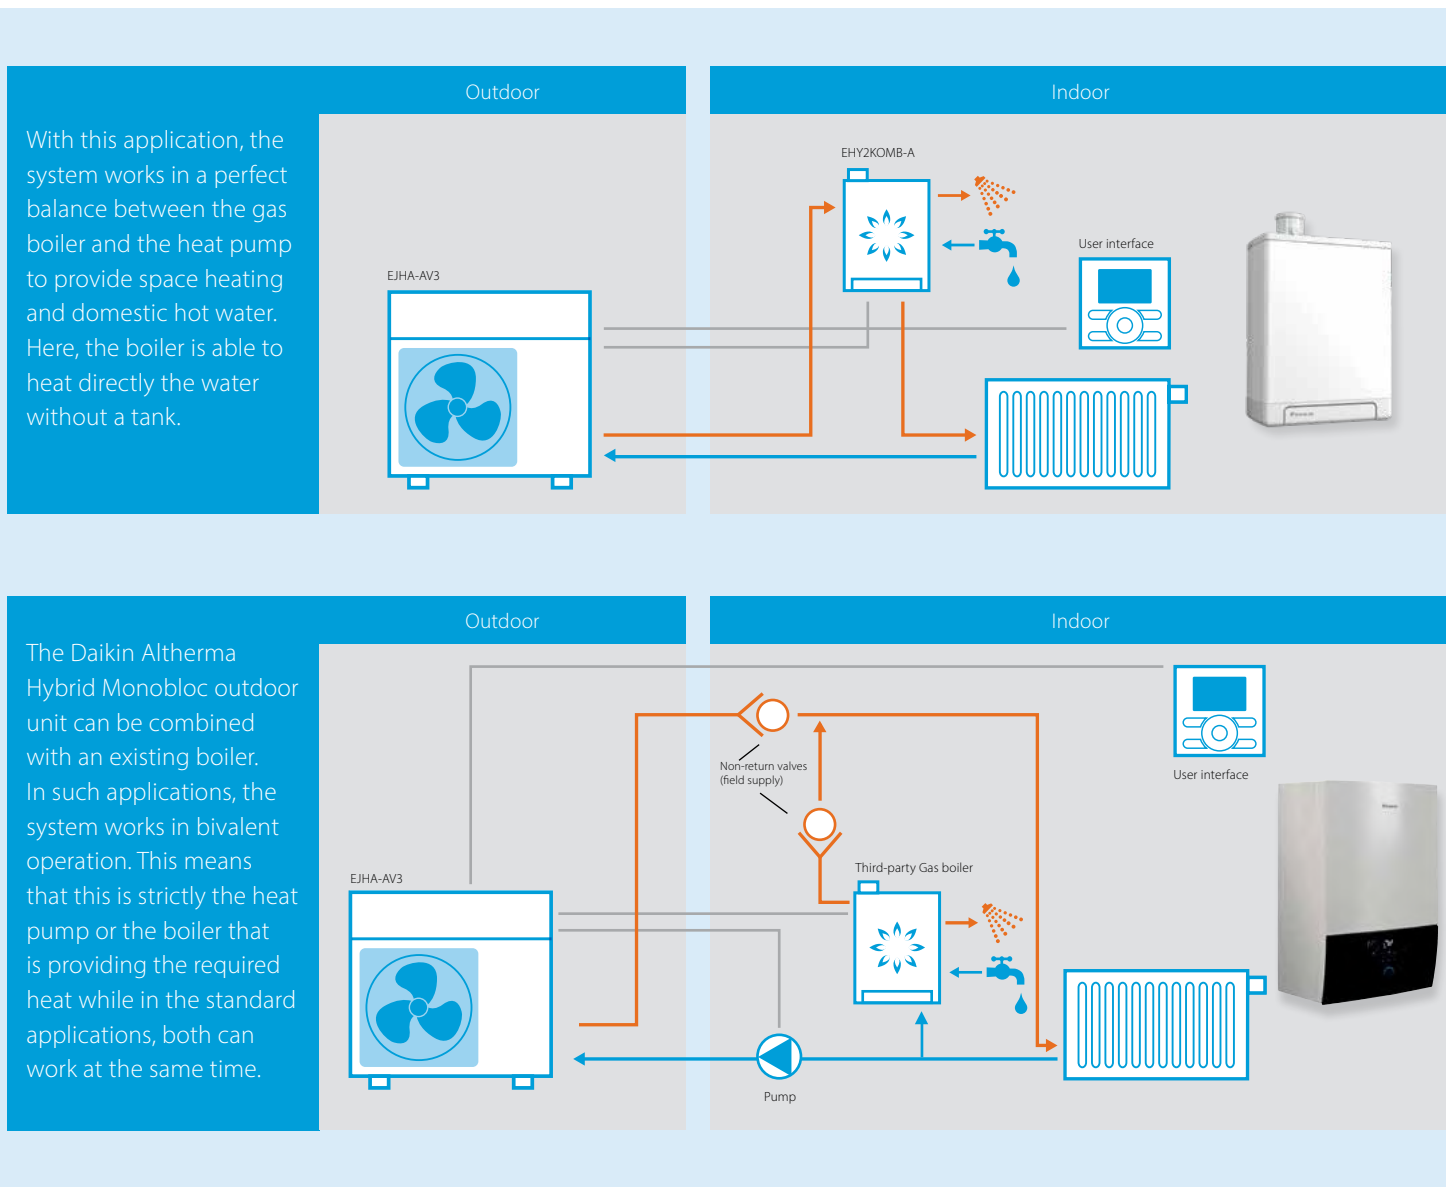 Outdoor
Indoor
With this application, the
system works in a perfect
balance between the gas
boiler and the heat pump
to provide space heating
and domestic hot water.
Here, the boiler is able to
heat directly the water
without a tank.
EHY2KOMB-A
User interface
EJHA-AV3
Outdoor
Indoor
The Daikin Altherma
Hybrid Monobloc outdoor
unit can be combined
with an existing boiler.
In such applications, the
system works in bivalent
operation. This means
that this is strictly the heat
pump or the boiler that
is providing the required
heat while in the standard
applications, both can
work at the same time.
Non-return valves
(field supply)
User interface
Third-party Gas boiler
EJHA-AV3
Pump